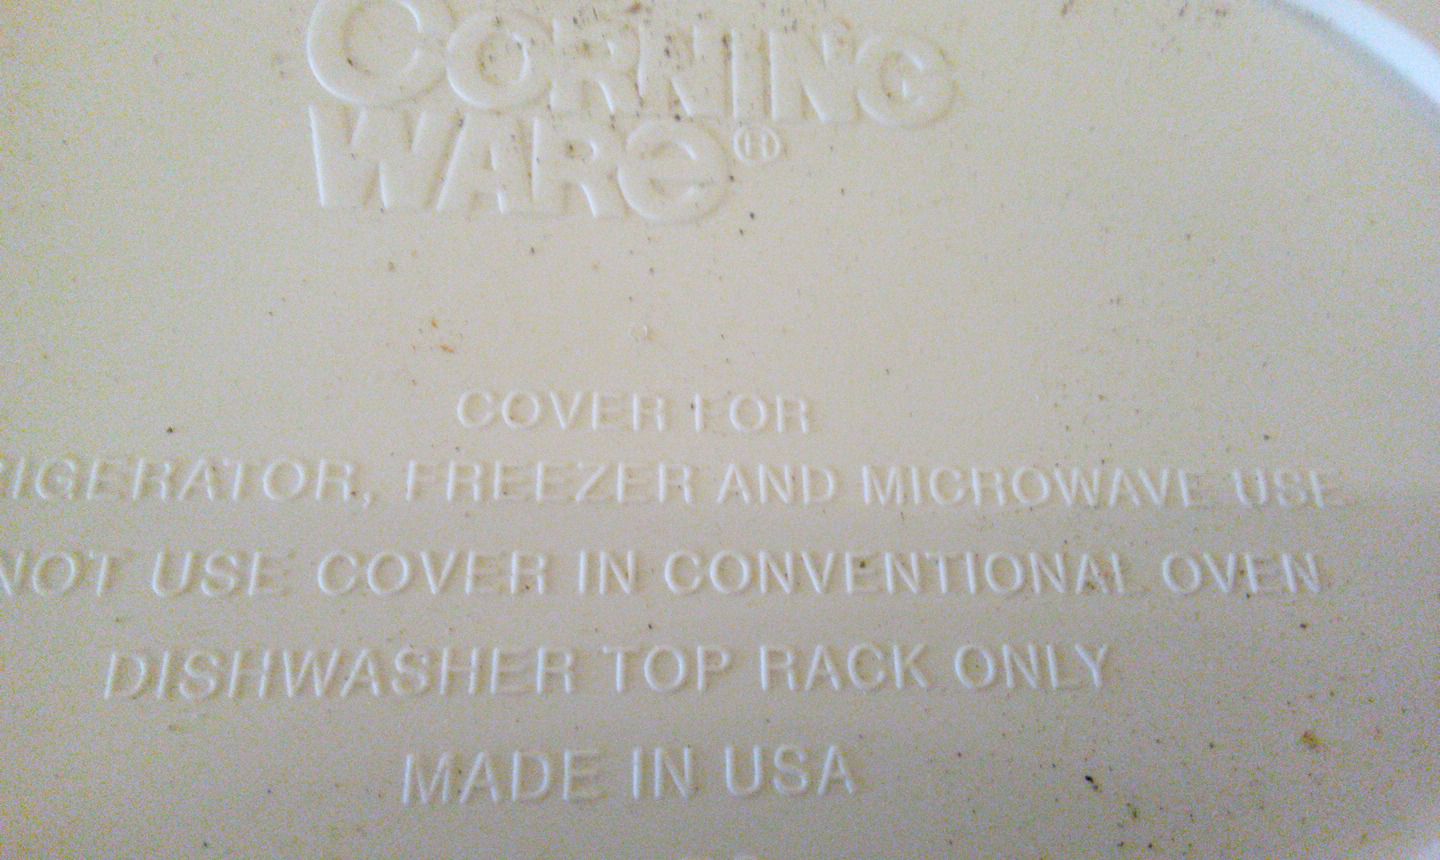 CORNING
WARE®
COVER FOR
RIGERATOR, FREEZER AND MICROWAVE USE
NOT USE COVER IN CONVENTIONAL OVEN
DISHWASHER TOP RACK ONLY
MADE IN USA